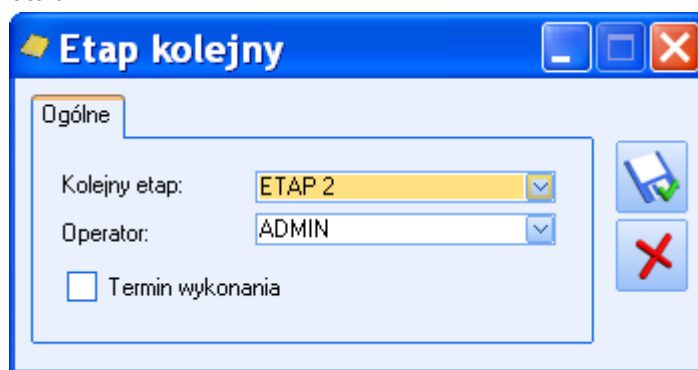 Etap kolejny
Ogólne
Kolejny etap: ETAP 2
Operator: ADMIN
Termin wykonania